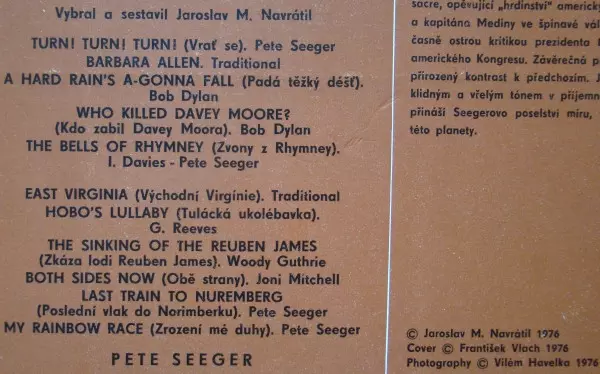 Vybral a sestavil Jaroslav M. Navrátil
TURN! TURN! TURN! (Vrať se). Pete Seeger
BARBARA ALLEN. Traditional
A HARD RAIN'S A-GONNA FALL (Padá těžký déšť).
Bob Dylan
WHO KILLED DAVEY MOORE?
(Kdo zabil Davey Moora). Bob Dylan
THE BELLS OF RHYMNEY (Zvony z Rhymney).
I. Davies - Pete Seeger
EAST VIRGINIA (Východní Virgínie). Traditional
HOBO'S LULLABY (Tulácká ukolébavka).
G. Reeves
THE SINKING OF THE REUBEN JAMES
(Zkáza lodi Reuben James). Woody Guthrie
BOTH SIDES NOW (Obě strany). Joni Mitchell
LAST TRAIN TO NUREMBERG
(Poslední vlak do Norimberku). Pete Seeger
MY RAINBOW RACE (Zrození mé duhy). Pete Seeger
PETE SEEGER
sacre, opěvující „hrdinství" americký
a kapitána Mediny ve špinavé vál
časně ostrou kritikou prezidenta
amerického Kongresu. Závěrečná p
přirozený kontrast k předchozím. J
klidným a vřelým tónem v příjemn
přináší Seegerovo poselství míru,
této planety.
© Jaroslav M. Navrátil 1976
Cover © František Vlach 1976
Photography © Vilém Havelka 1976